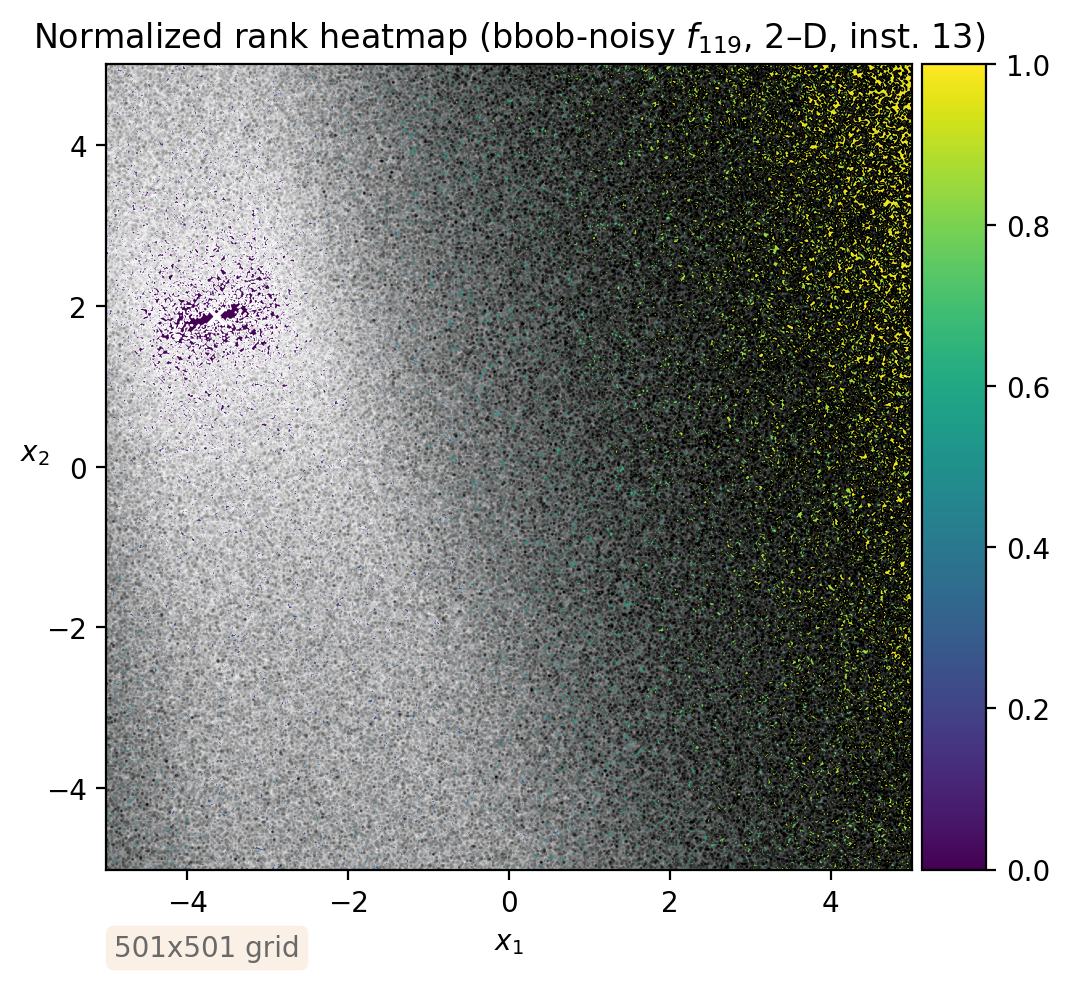 Normalized rank heatmap (bbob-noisy f₁₁₉, 2–D, inst. 13)
1.0
0.8
0.6
0.4
0.2
0.0
4
2
0
−2
−4
x₂
−4 −2 0 2 4
x₁
501x501 grid